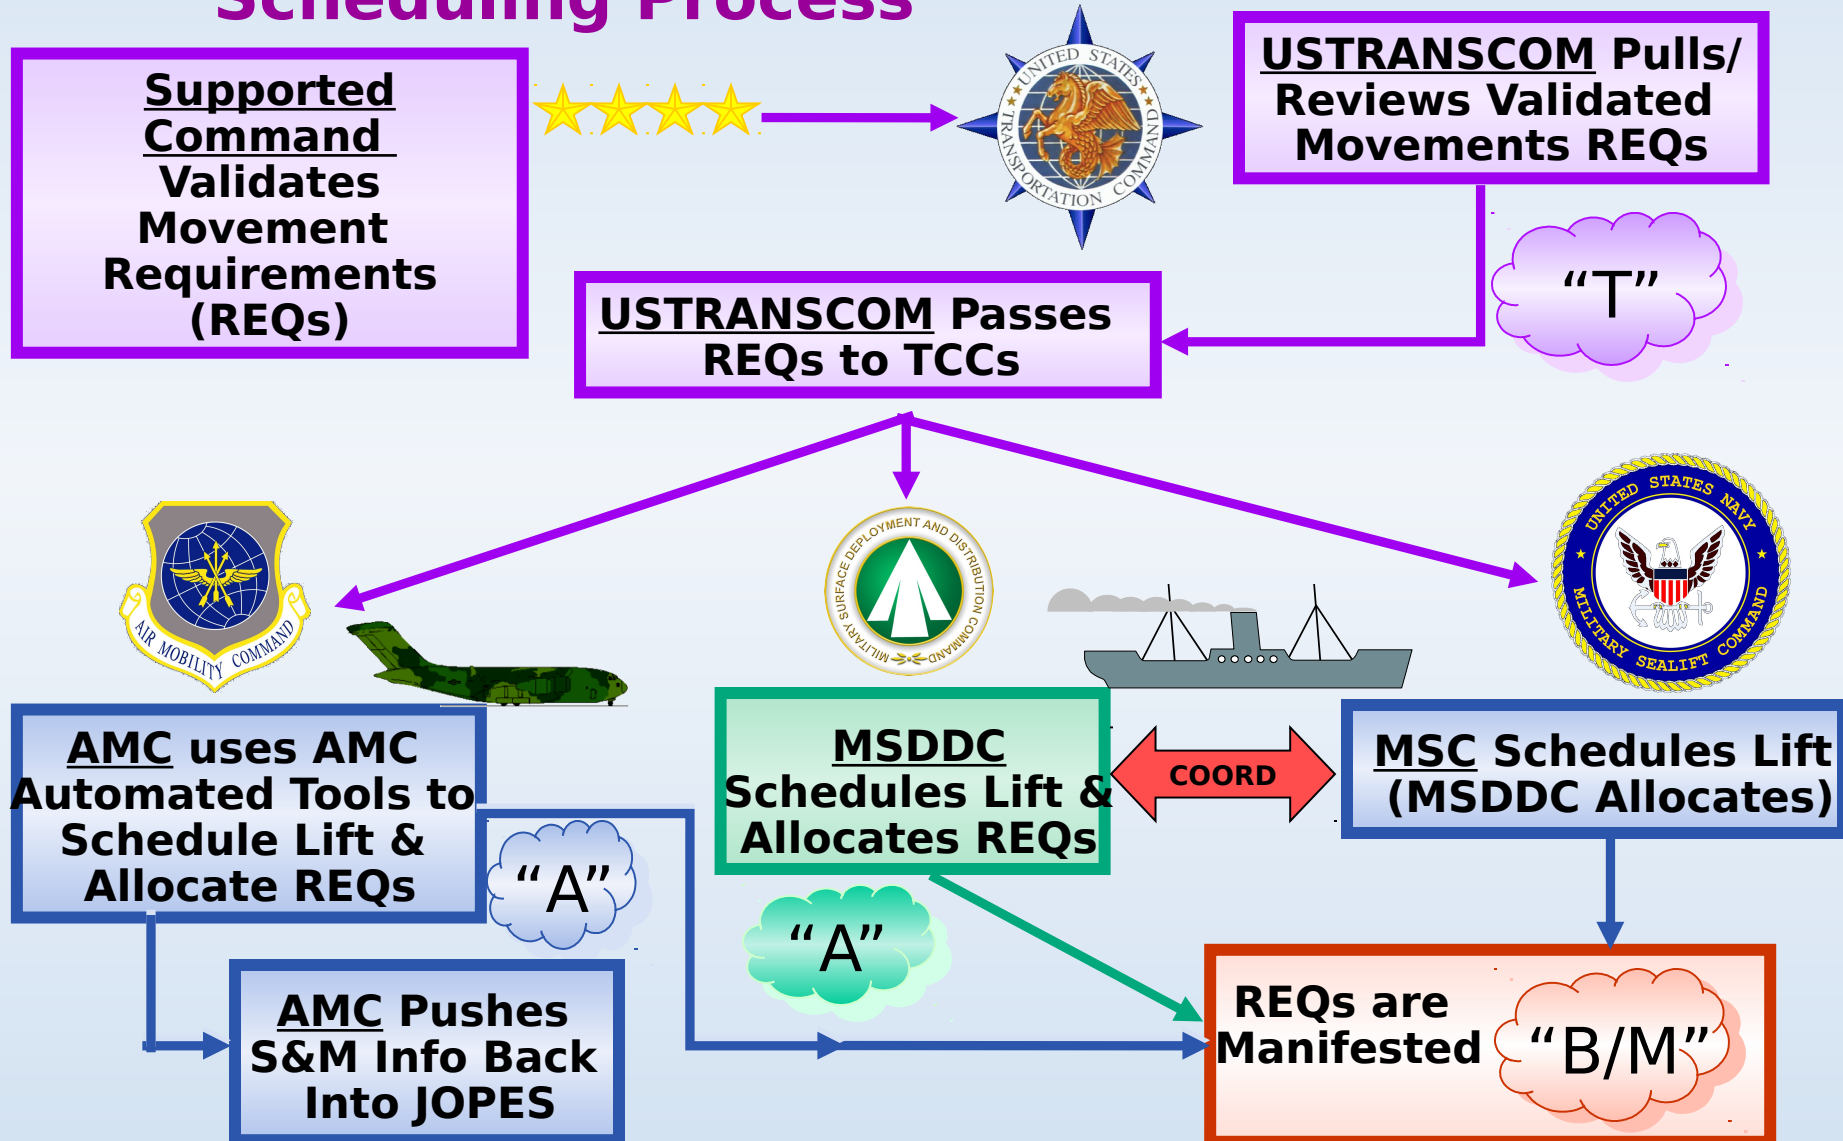 Scheduling Process
Supported
Command
Validates
Movement
Requirements
(REQs)
UNITED STATES
TRANSPORTATION COMMAND
USTRANSCOM Pulls/
Reviews Validated
Movements REQs
“T”
USTRANSCOM Passes
REQs to TCCs
AIR MOBILITY COMMAND
MILITARY SURFACE DEPLOYMENT AND DISTRIBUTION COMMAND
UNITED STATES NAVY
MILITARY SEALIFT COMMAND
AMC uses AMC
Automated Tools to
Schedule Lift &
Allocate REQs
“A”
MSDDC
Schedules Lift &
Allocates REQs
COORD
MSC Schedules Lift
(MSDDC Allocates)
“A”
AMC Pushes
S&M Info Back
Into JOPES
REQs are
Manifested
“B/M”